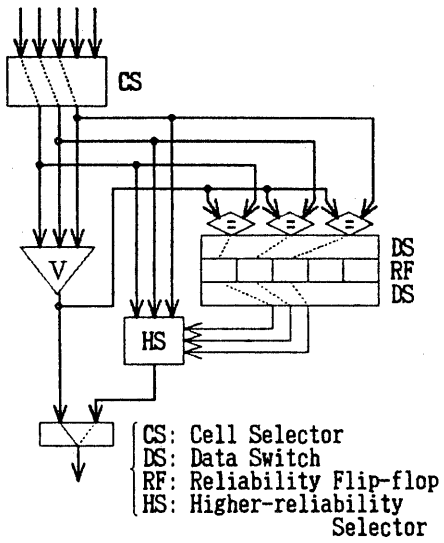 CS
=
=
=
DS
V
RF
DS
HS
CS: Cell Selector
DS: Data Switch
RF: Reliability Flip-flop
HS: Higher-reliability
Selector